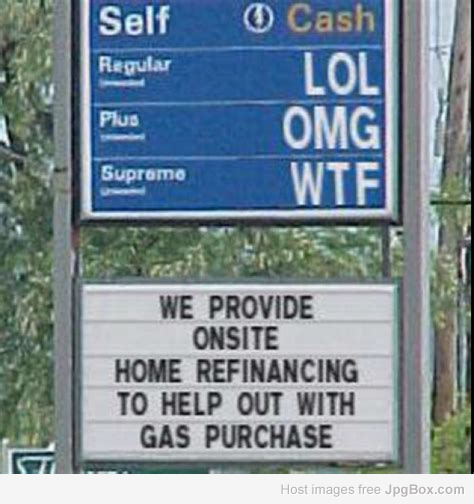 Self Cash
Regular LOL
Plus OMG
Supreme WTF
WE PROVIDE
ONSITE
HOME REFINANCING
TO HELP OUT WITH
GAS PURCHASE
Host images free JpgBox.com